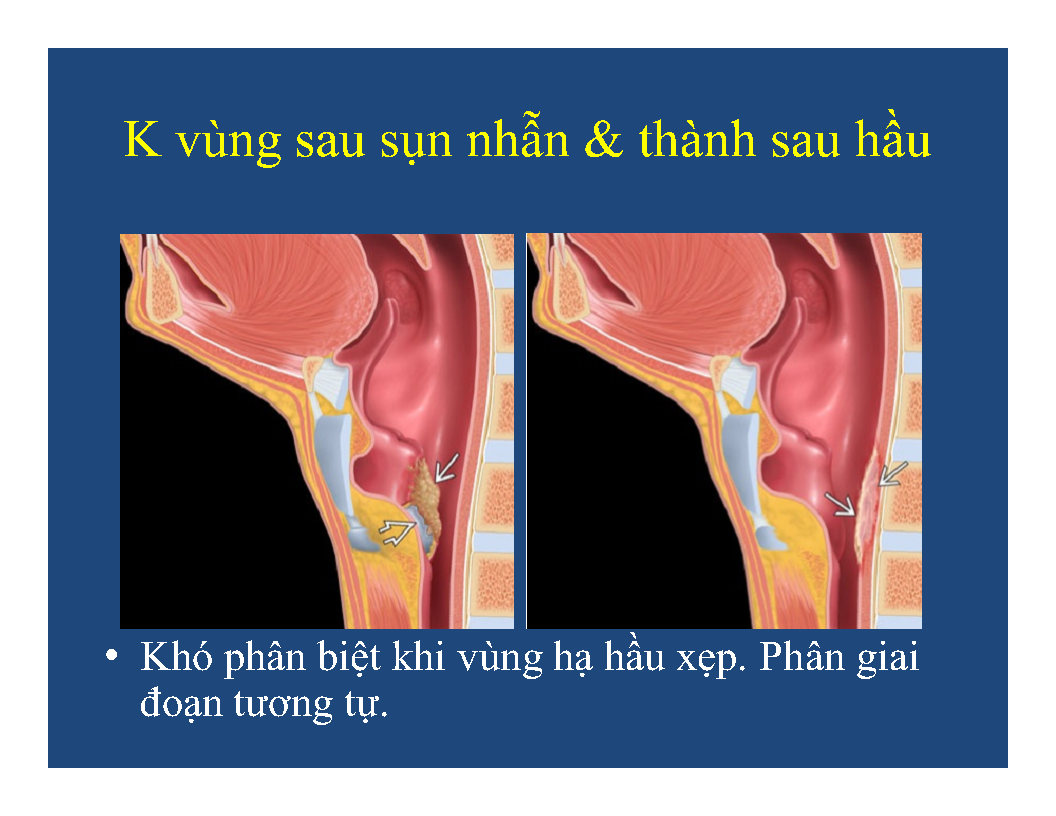 K vùng sau sụn nhẫn & thành sau hầu
• Khó phân biệt khi vùng hạ hầu xẹp. Phân giai
đoạn tương tự.